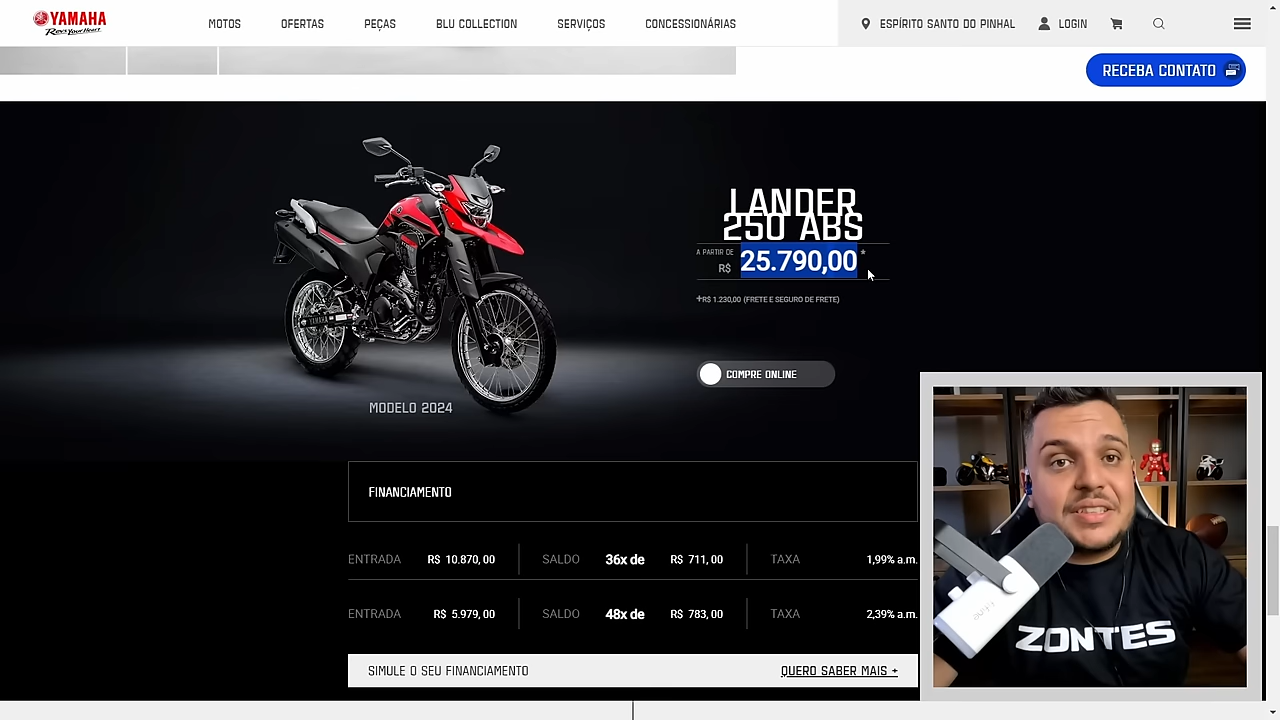 YAMAHA
Revs Your Heart
MOTOS
OFERTAS
PEÇAS
BLU COLLECTION
SERVIÇOS
CONCESSIONÁRIAS
ESPÍRITO SANTO DO PINHAL
LOGIN
RECEBA CONTATO
LANDER
250 ABS
A PARTIR DE
R$ 25.790,00 *
+R$ 1.230,00 (FRETE E SEGURO DE FRETE)
COMPRE ONLINE
YAMAHA
MODELO 2024
FINANCIAMENTO
ENTRADA R$ 10.870,00 SALDO 36x de R$ 711,00 TAXA 1,99% a.m.
ENTRADA R$ 5.979,00 SALDO 48x de R$ 783,00 TAXA 2,39% a.m.
SIMULE O SEU FINANCIAMENTO
QUERO SABER MAIS +
ZONTES